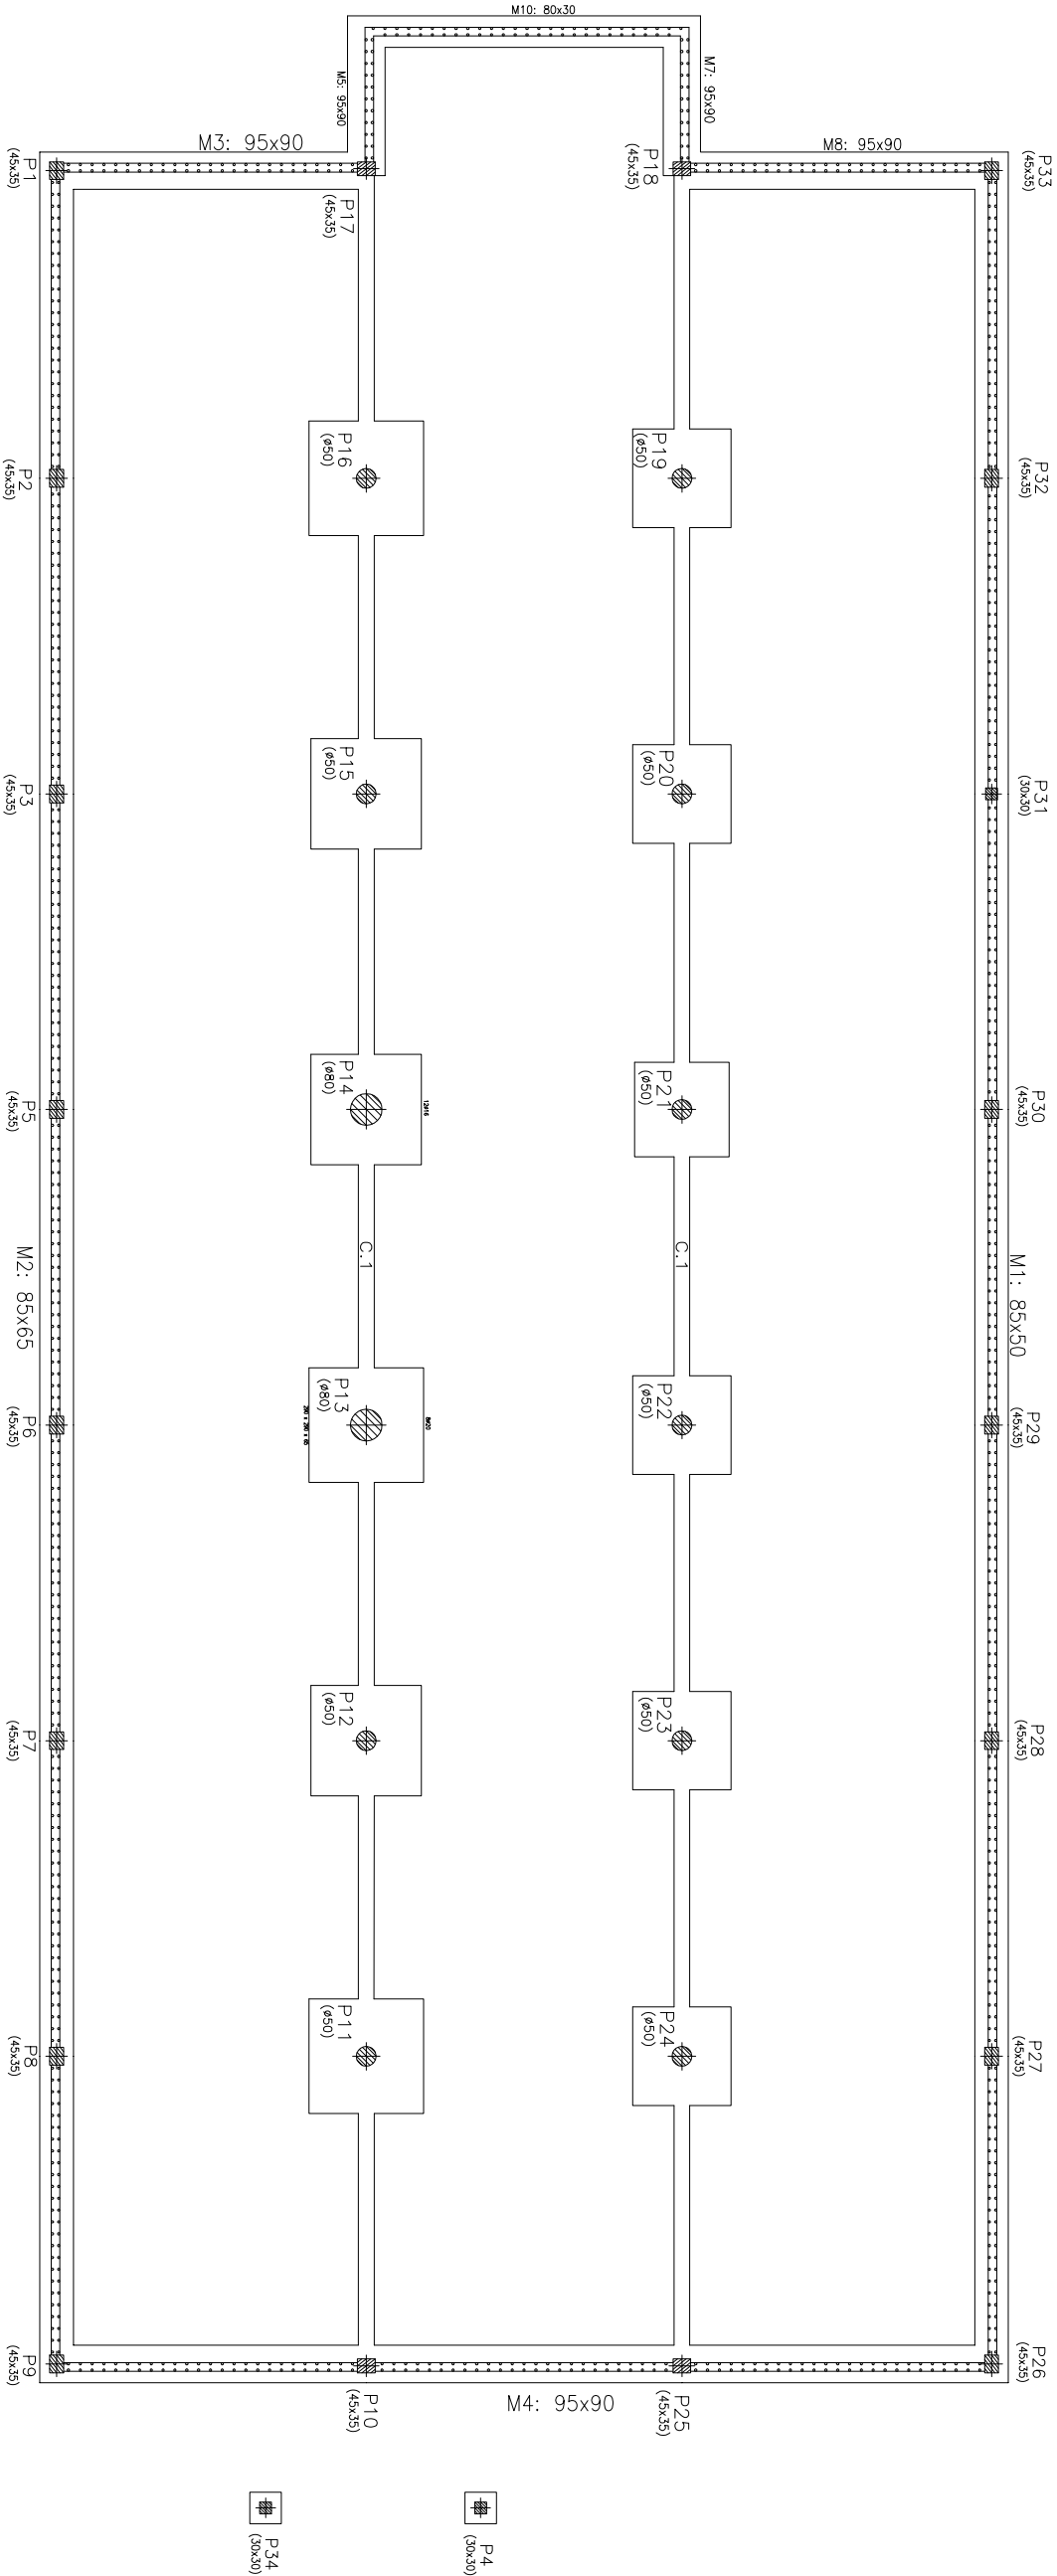 M10: 80x30
M5: 95x90
M7: 95x90
M3: 95x90
M8: 95x90
P1
(45x35)
P17
(45x35)
P18
(45x35)
P33
(45x35)
P2
(45x35)
P16
(ø50)
P19
(ø50)
P32
(45x35)
P3
(45x35)
P15
(ø50)
P20
(ø50)
P31
(30x30)
P5
(45x35)
P14
(ø80)
12ø16
P21
(ø50)
P30
(45x35)
M2: 85x65
C.1
C.1
M1: 85x50
P6
(45x35)
P13
(ø80)
P22
(ø50)
P29
(45x35)
P7
(45x35)
P12
(ø50)
P23
(ø50)
P28
(45x35)
P8
(45x35)
P11
(ø50)
P24
(ø50)
P27
(45x35)
P9
(45x35)
P10
(45x35)
M4: 95x90
P25
(45x35)
P26
(45x35)
P34
(30x30)
P4
(30x30)